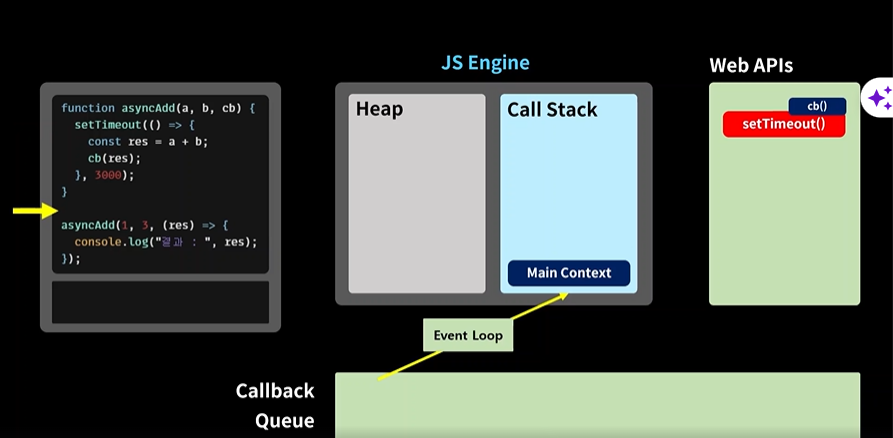 JS Engine
Web APIs
function asyncAdd(a, b, cb) {
  setTimeout(() => {
    const res = a + b;
    cb(res);
  }, 3000);
}
asyncAdd(1, 3, (res) => {
  console.log("결과 : ", res);
});
Heap
Call Stack
Main Context
cb()
setTimeout()
Event Loop
Callback
Queue